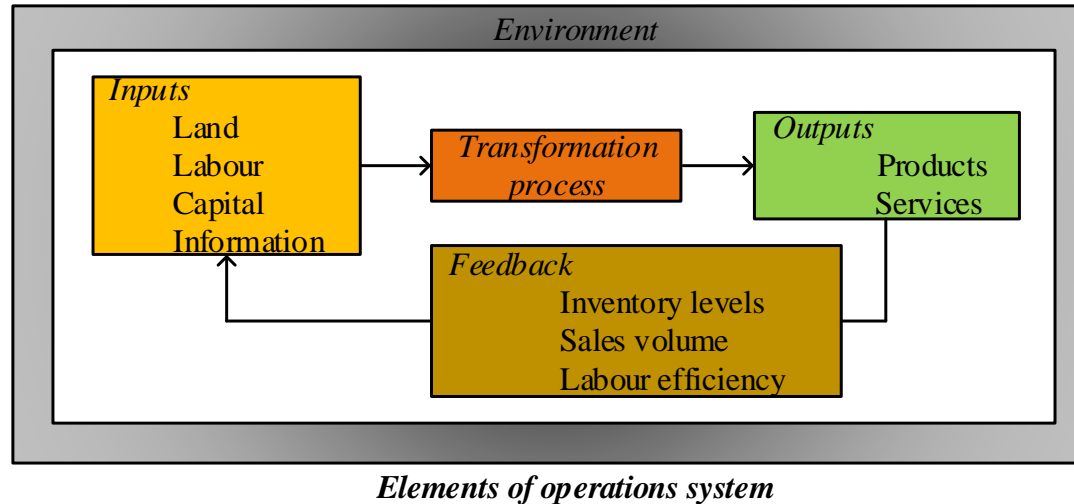 Environment
Inputs
Land
Labour
Capital
Information
Transformation
process
Outputs
Products
Services
Feedback
Inventory levels
Sales volume
Labour efficiency
Elements of operations system